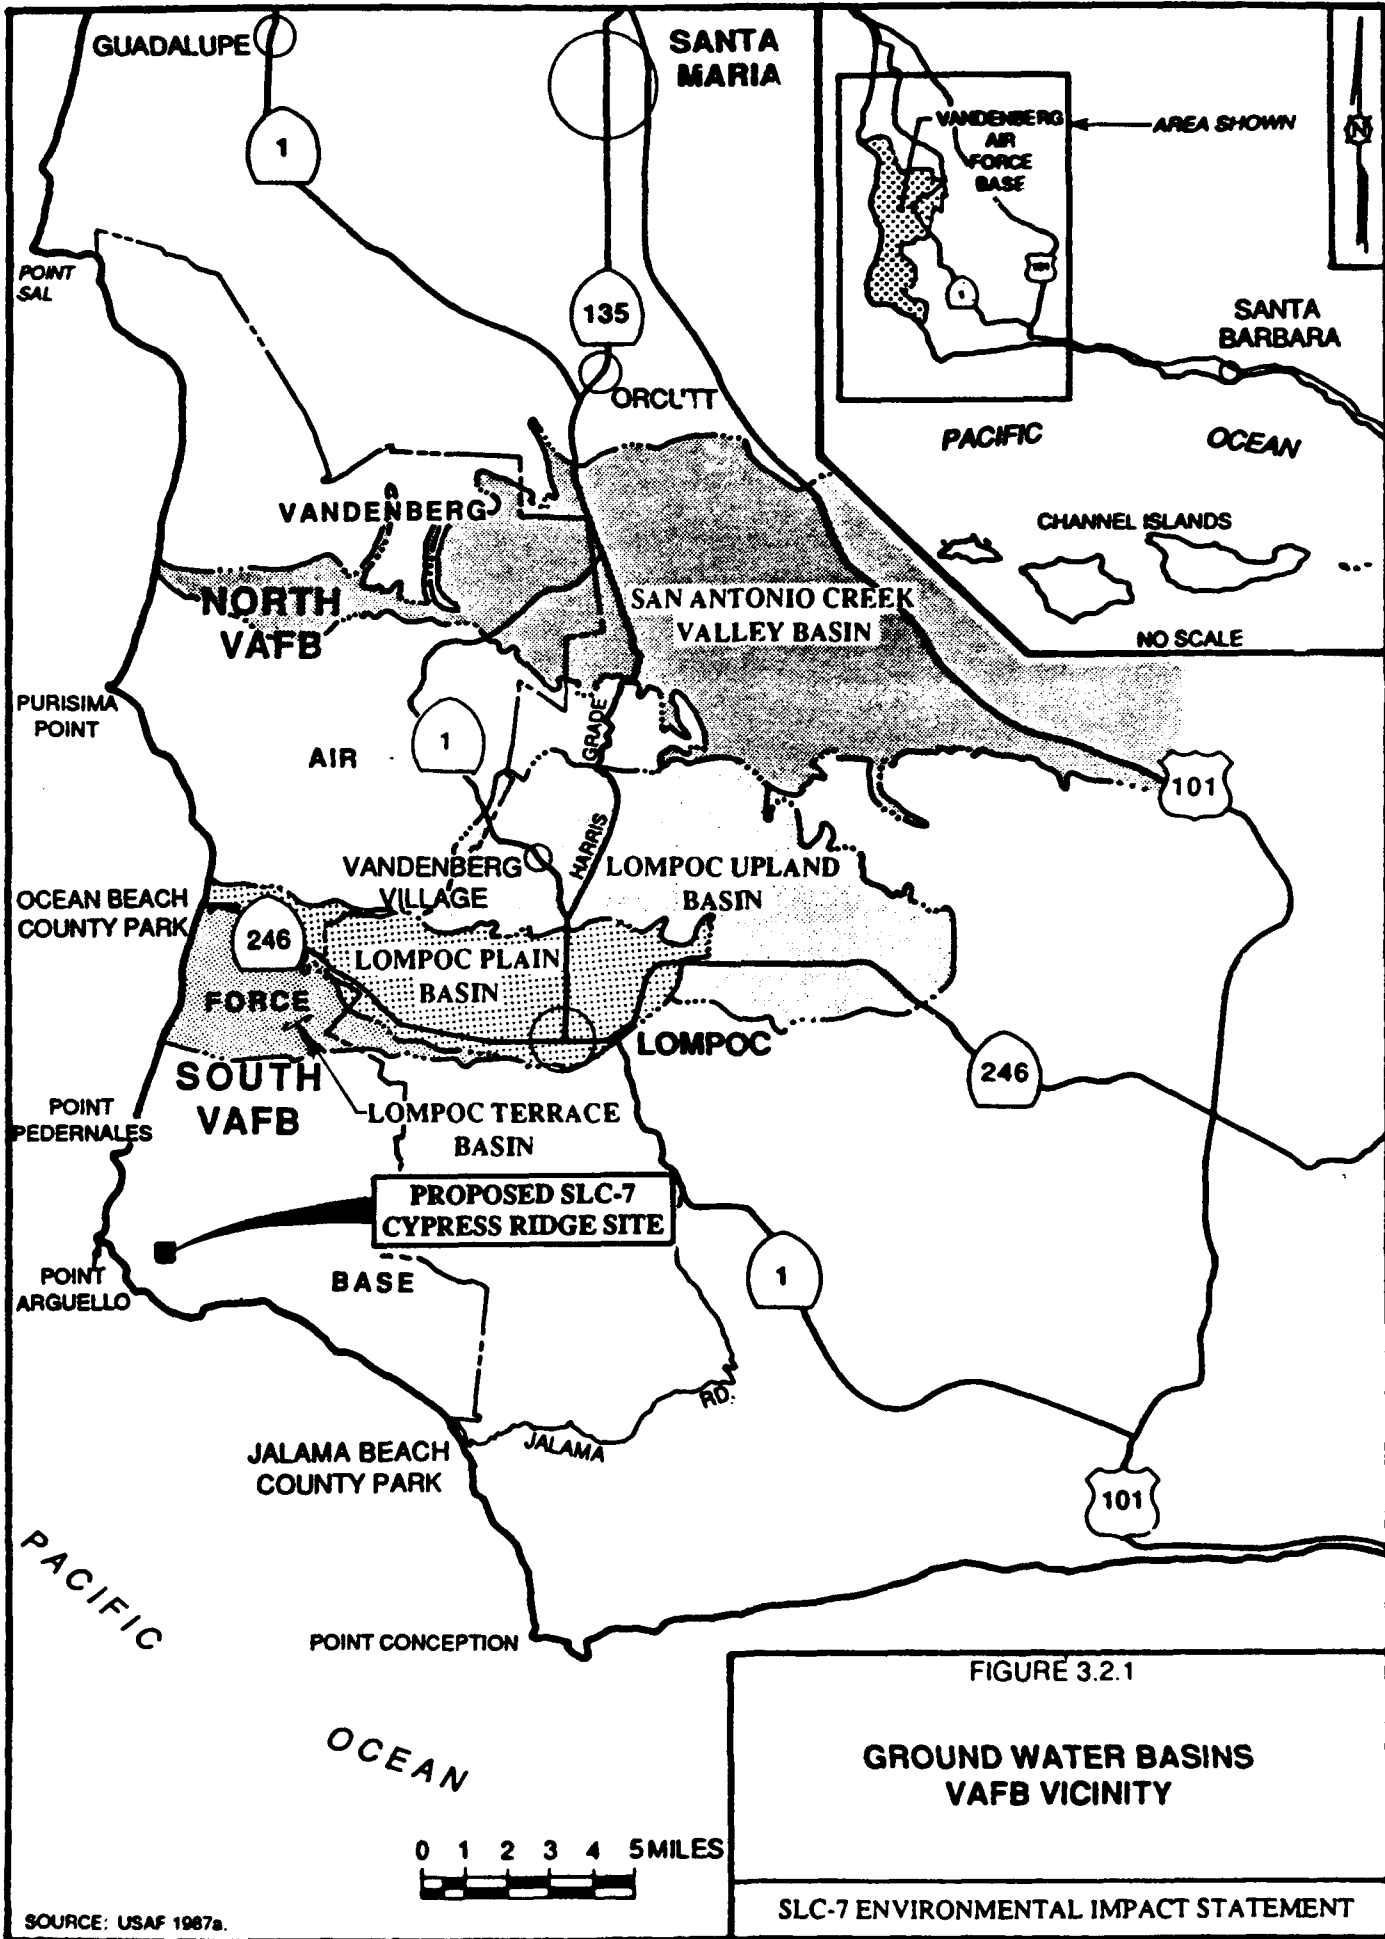 GUADALUPE
SANTA
MARIA
1
VANDENBERG
AIR
FORCE
BASE
AREA SHOWN
N
101
1
SANTA
BARBARA
PACIFIC OCEAN
CHANNEL ISLANDS
NO SCALE
POINT
SAL
135
ORCUTT
VANDENBERG
NORTH
VAFB
SAN ANTONIO CREEK
VALLEY BASIN
PURISIMA
POINT
AIR
1
GRADE
HARRIS
101
VANDENBERG
VILLAGE
LOMPOC UPLAND
BASIN
OCEAN BEACH
COUNTY PARK
246
LOMPOC PLAIN
BASIN
FORCE
LOMPOC
SOUTH
VAFB
246
POINT
PEDERNALES
LOMPOC TERRACE
BASIN
PROPOSED SLC-7
CYPRESS RIDGE SITE
POINT
ARGUELLO
BASE
1
JALAMA RD.
JALAMA BEACH
COUNTY PARK
101
PACIFIC
OCEAN
POINT CONCEPTION
0 1 2 3 4 5 MILES
FIGURE 3.2.1
GROUND WATER BASINS
VAFB VICINITY
SLC-7 ENVIRONMENTAL IMPACT STATEMENT
SOURCE: USAF 1987a.